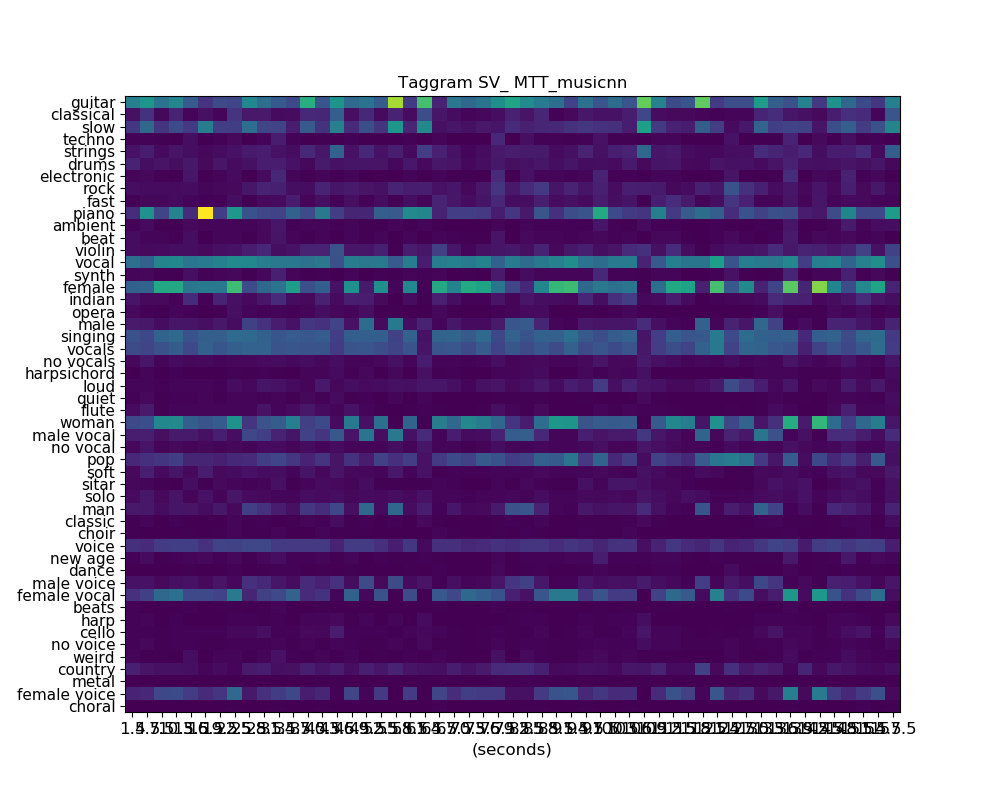 Taggram SV_ MTT_musicnn
guitar
classical
slow
techno
strings
drums
electronic
rock
fast
piano
ambient
beat
violin
vocal
synth
female
indian
opera
male
singing
vocals
no vocals
harpsichord
loud
quiet
flute
woman
male vocal
no vocal
pop
soft
sitar
solo
man
classic
choir
voice
new age
dance
male voice
female vocal
beats
harp
cello
no voice
weird
country
metal
female voice
choral
(seconds)